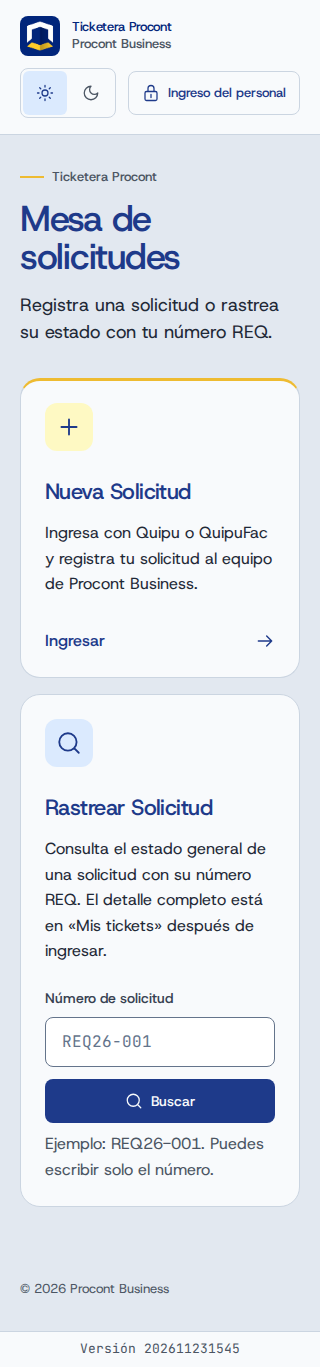 Ticketera Procont
Procont Business
Ingreso del personal
Ticketera Procont
Mesa de
solicitudes
Registra una solicitud o rastrea
su estado con tu número REQ.
Nueva Solicitud
Ingresa con Quipu o QuipuFac
y registra tu solicitud al equipo
de Procont Business.
Ingresar
Rastrear Solicitud
Consulta el estado general de
una solicitud con su número
REQ. El detalle completo está
en «Mis tickets» después de
ingresar.
Número de solicitud
REQ26-001
Buscar
Ejemplo: REQ26-001. Puedes
escribir solo el número.
© 2026 Procont Business
Versión 202611231545